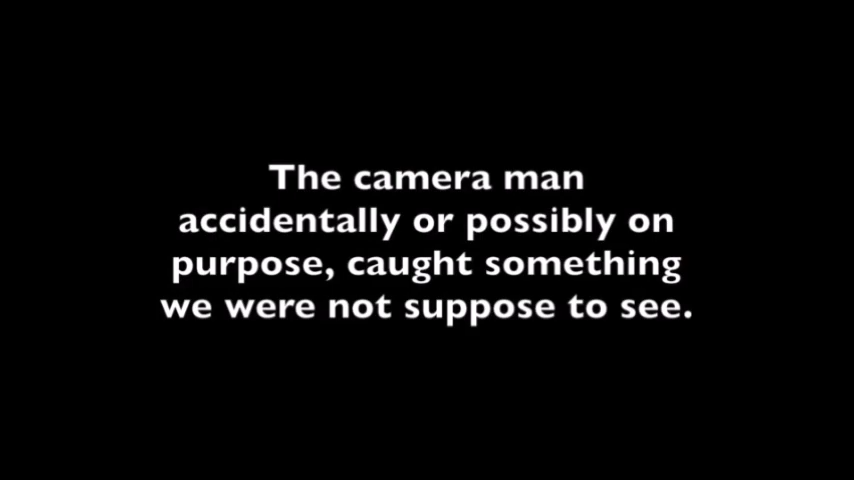 The camera man
accidentally or possibly on
purpose, caught something
we were not suppose to see.